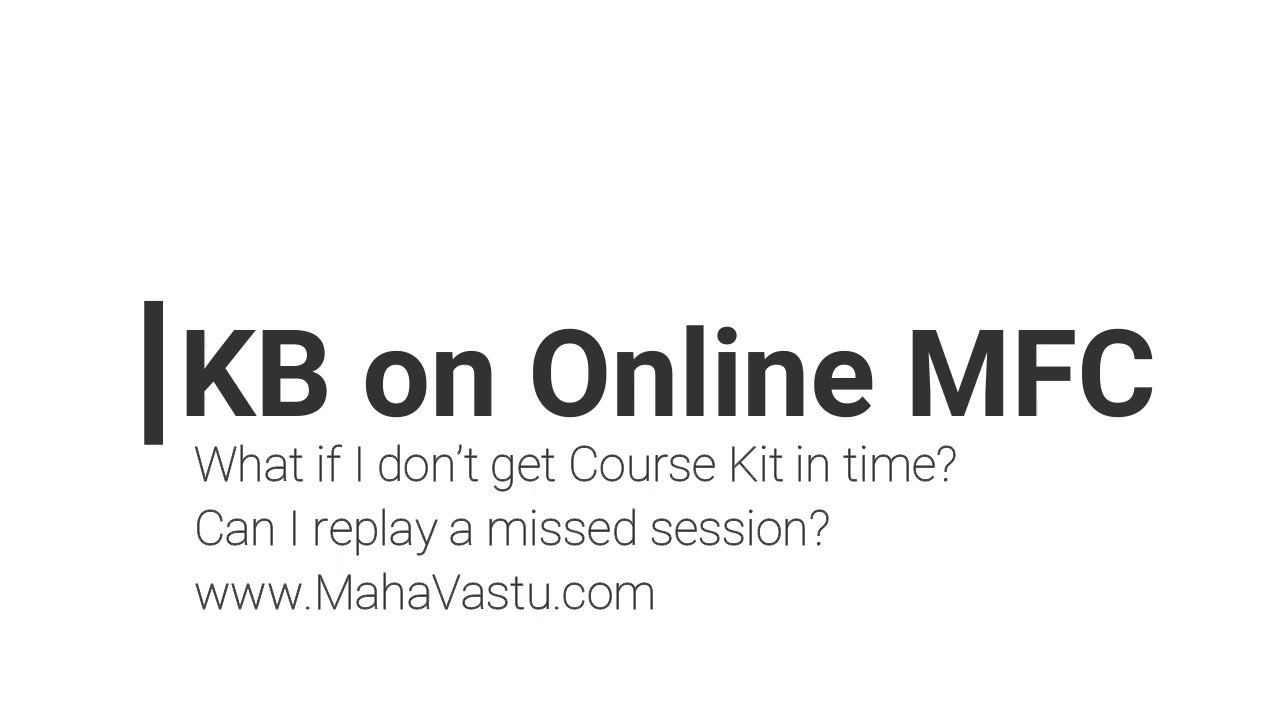 KB on Online MFC
What if I don’t get Course Kit in time?
Can I replay a missed session?
www.MahaVastu.com